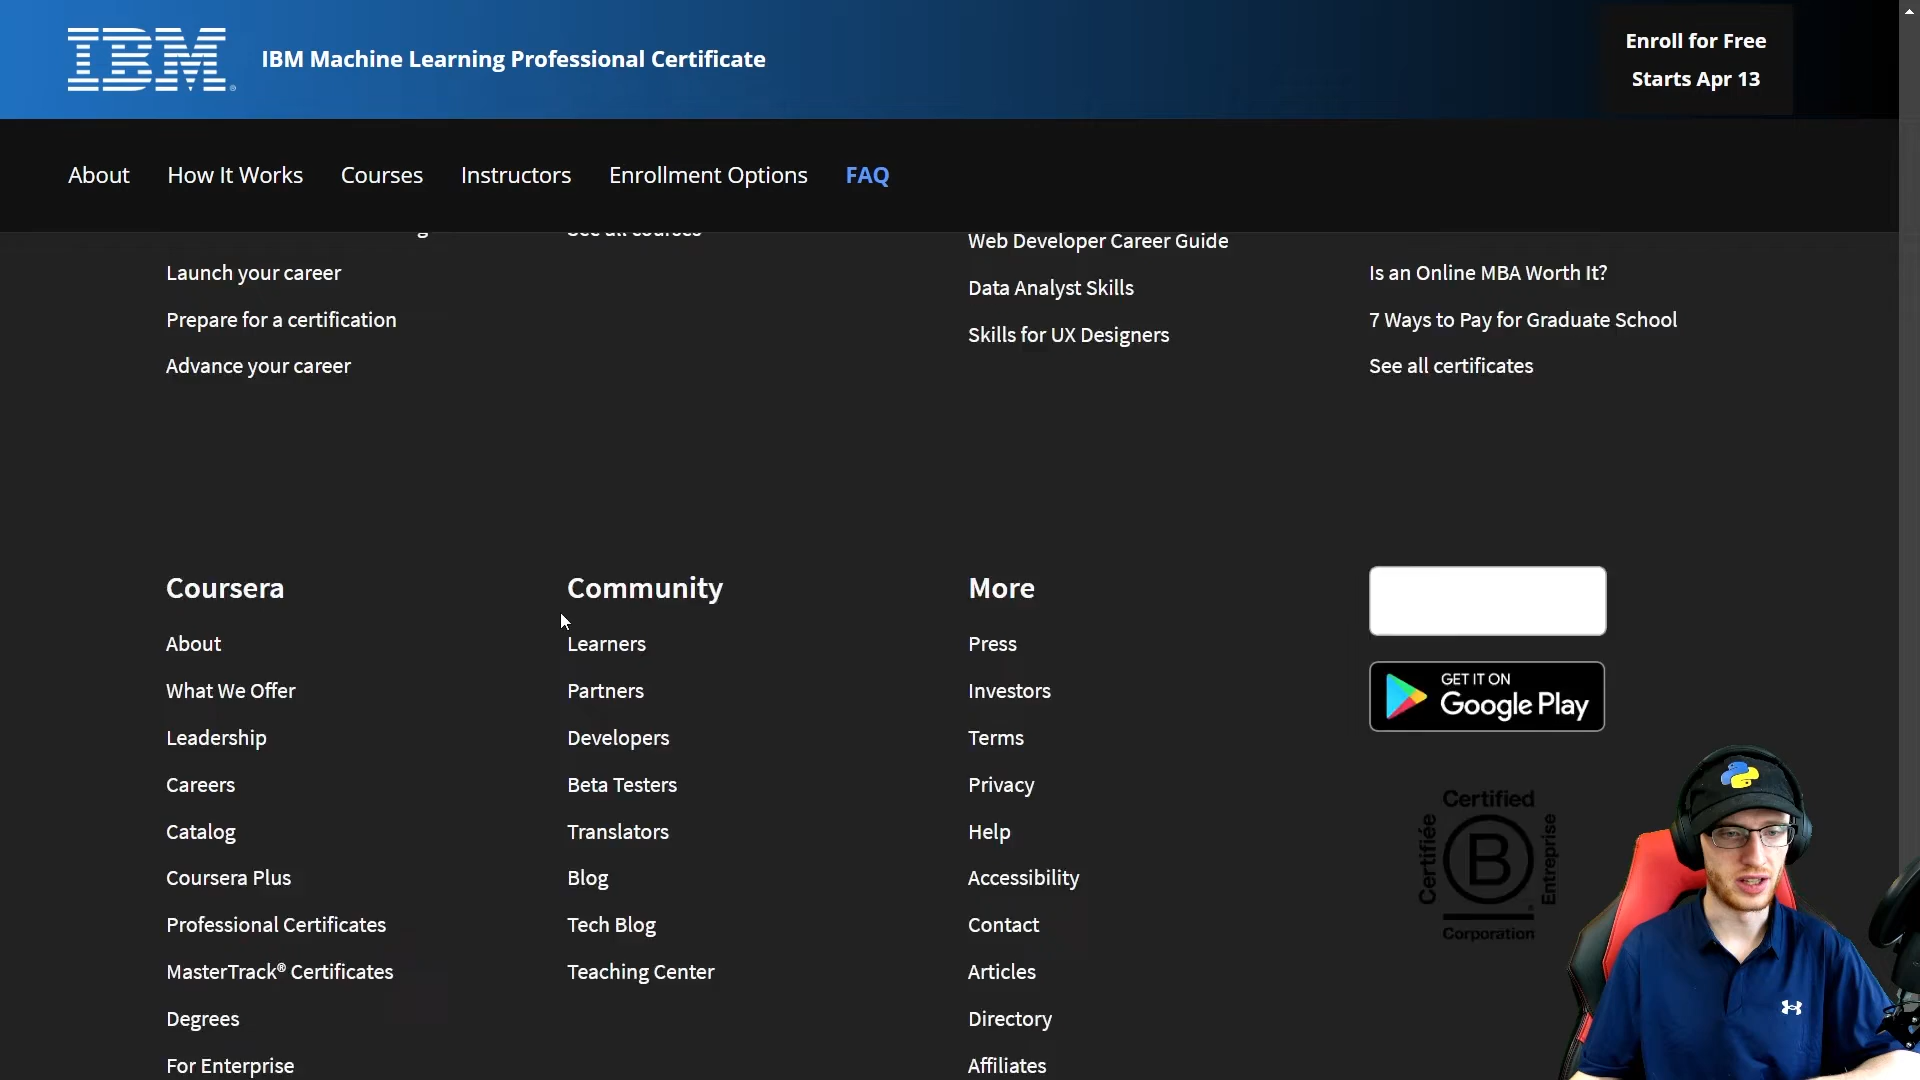 IBM
IBM Machine Learning Professional Certificate
Enroll for Free
Starts Apr 13
About
How It Works
Courses
Instructors
Enrollment Options
FAQ
Launch your career
Prepare for a certification
Advance your career
See all courses
Web Developer Career Guide
Data Analyst Skills
Skills for UX Designers
Is an Online MBA Worth It?
7 Ways to Pay for Graduate School
See all certificates
Coursera
About
What We Offer
Leadership
Careers
Catalog
Coursera Plus
Professional Certificates
MasterTrack® Certificates
Degrees
For Enterprise
Community
Learners
Partners
Developers
Beta Testers
Translators
Blog
Tech Blog
Teaching Center
More
Press
Investors
Terms
Privacy
Help
Accessibility
Contact
Articles
Directory
Affiliates
GET IT ON
Google Play
Certified
Certifiée
B
Entreprise
Corporation